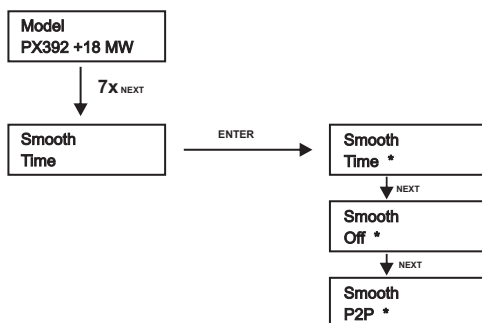 Model
PX392 +18 MW
7x NEXT
Smooth
Time
ENTER
Smooth
Time *
NEXT
Smooth
Off *
NEXT
Smooth
P2P *